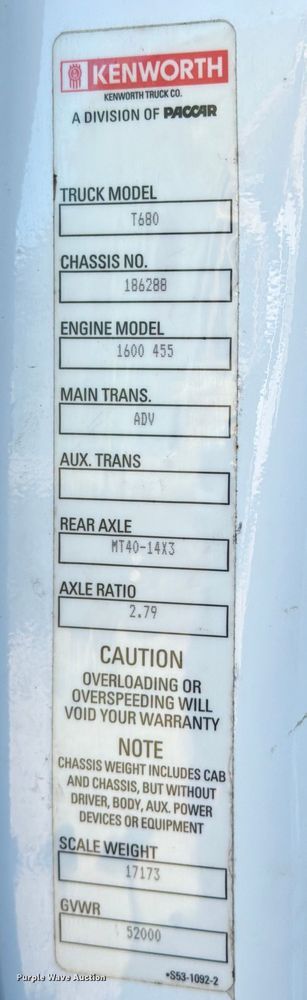 KENWORTH
KENWORTH TRUCK CO.
A DIVISION OF PACCAR
TRUCK MODEL
T680
CHASSIS NO.
186288
ENGINE MODEL
1600 455
MAIN TRANS.
ADV
AUX. TRANS
REAR AXLE
MT40-14X3
AXLE RATIO
2.79
CAUTION
OVERLOADING OR
OVERSPEEDING WILL
VOID YOUR WARRANTY
NOTE
CHASSIS WEIGHT INCLUDES CAB
AND CHASSIS, BUT WITHOUT
DRIVER, BODY, AUX. POWER
DEVICES OR EQUIPMENT
SCALE WEIGHT
17173
GVWR
52000
*S53-1092-2
Purple Wave Auction